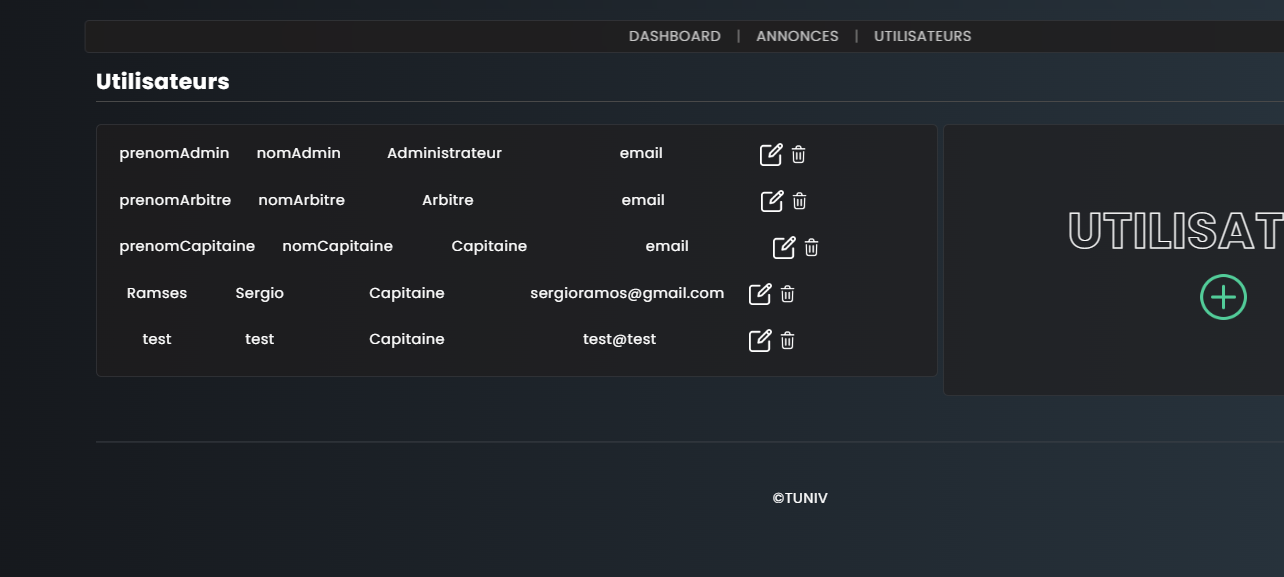 DASHBOARD | ANNONCES | UTILISATEURS
Utilisateurs
prenomAdmin nomAdmin Administrateur email
prenomArbitre nomArbitre Arbitre email
prenomCapitaine nomCapitaine Capitaine email
Ramses Sergio Capitaine sergioramos@gmail.com
test test Capitaine test@test
UTILISAT
©TUNIV